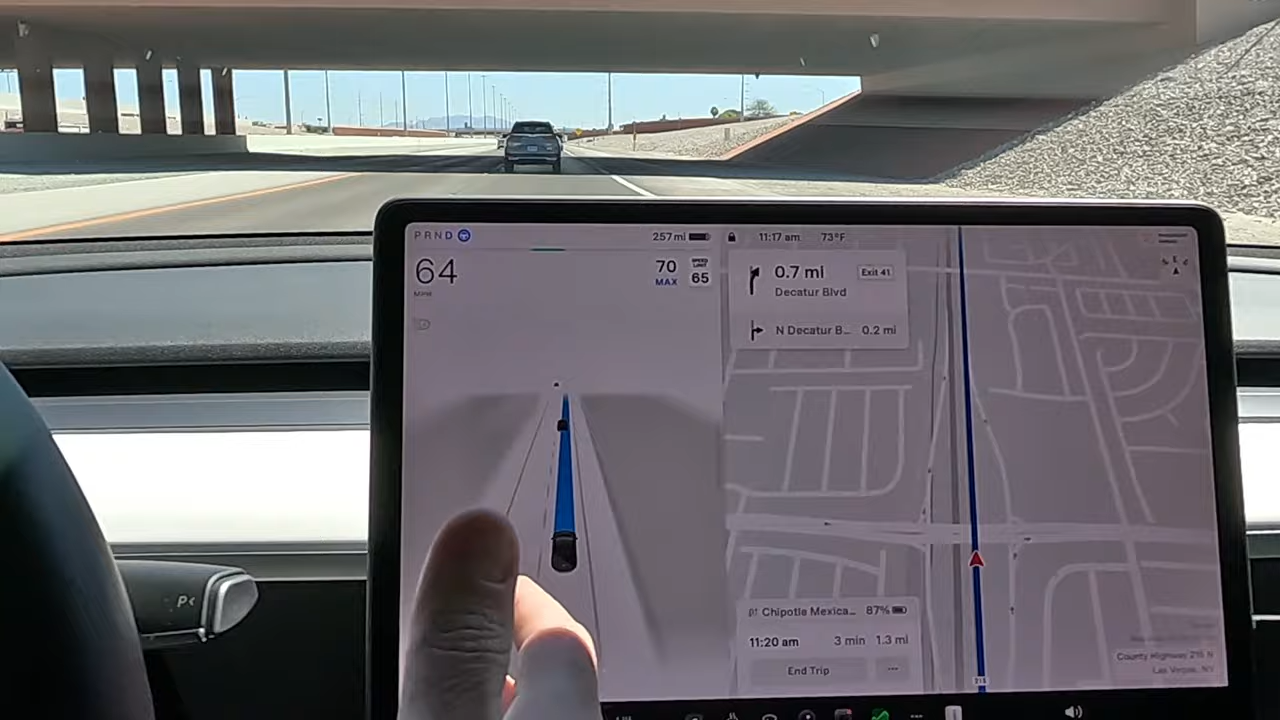 PRND 257 mi 11:17 am 73°F
64
MPH
70
MAX
SPEED
LIMIT
65
0.7 mi Exit 41
Decatur Blvd
N Decatur B... 0.2 mi
Chipotle Mexica... 87%
11:20 am 3 min 1.3 mi
End Trip ...
County Highway 215 N
Las Vegas, NV
215
P<